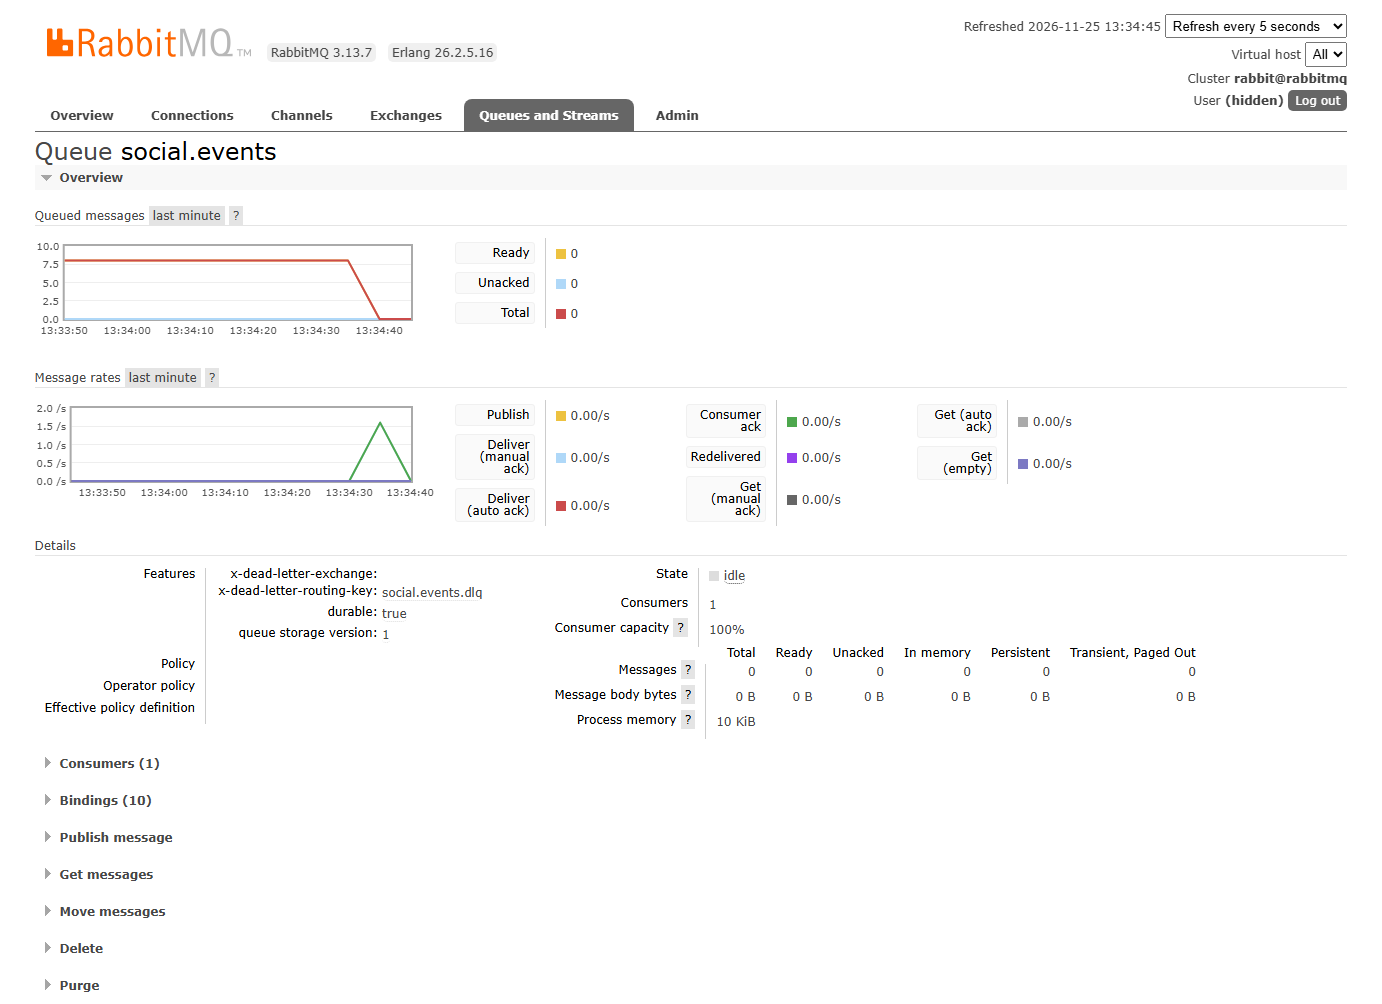 RabbitMQ TM RabbitMQ 3.13.7 Erlang 26.2.5.16
Refreshed 2026-11-25 13:34:45 Refresh every 5 seconds
Virtual host All
Cluster rabbit@rabbitmq
User (hidden) Log out
Overview Connections Channels Exchanges Queues and Streams Admin
Queue social.events
Overview
Queued messages last minute ?
10.0
7.5
5.0
2.5
0.0
13:33:50 13:34:00 13:34:10 13:34:20 13:34:30 13:34:40
Ready 0
Unacked 0
Total 0
Message rates last minute ?
2.0 /s
1.5 /s
1.0 /s
0.5 /s
0.0 /s
13:33:50 13:34:00 13:34:10 13:34:20 13:34:30 13:34:40
Publish 0.00/s
Deliver
(manual
ack) 0.00/s
Deliver
(auto ack) 0.00/s
Consumer
ack 0.00/s
Redelivered 0.00/s
Get
(manual
ack) 0.00/s
Get (auto
ack) 0.00/s
Get
(empty) 0.00/s
Details
Features x-dead-letter-exchange:
x-dead-letter-routing-key: social.events.dlq
durable: true
queue storage version: 1
Policy
Operator policy
Effective policy definition
State idle
Consumers 1
Consumer capacity ? 100%
Total Ready Unacked In memory Persistent Transient, Paged Out
Messages ? 0 0 0 0 0 0
Message body bytes ? 0 B 0 B 0 B 0 B 0 B 0 B
Process memory ? 10 KiB
Consumers (1)
Bindings (10)
Publish message
Get messages
Move messages
Delete
Purge